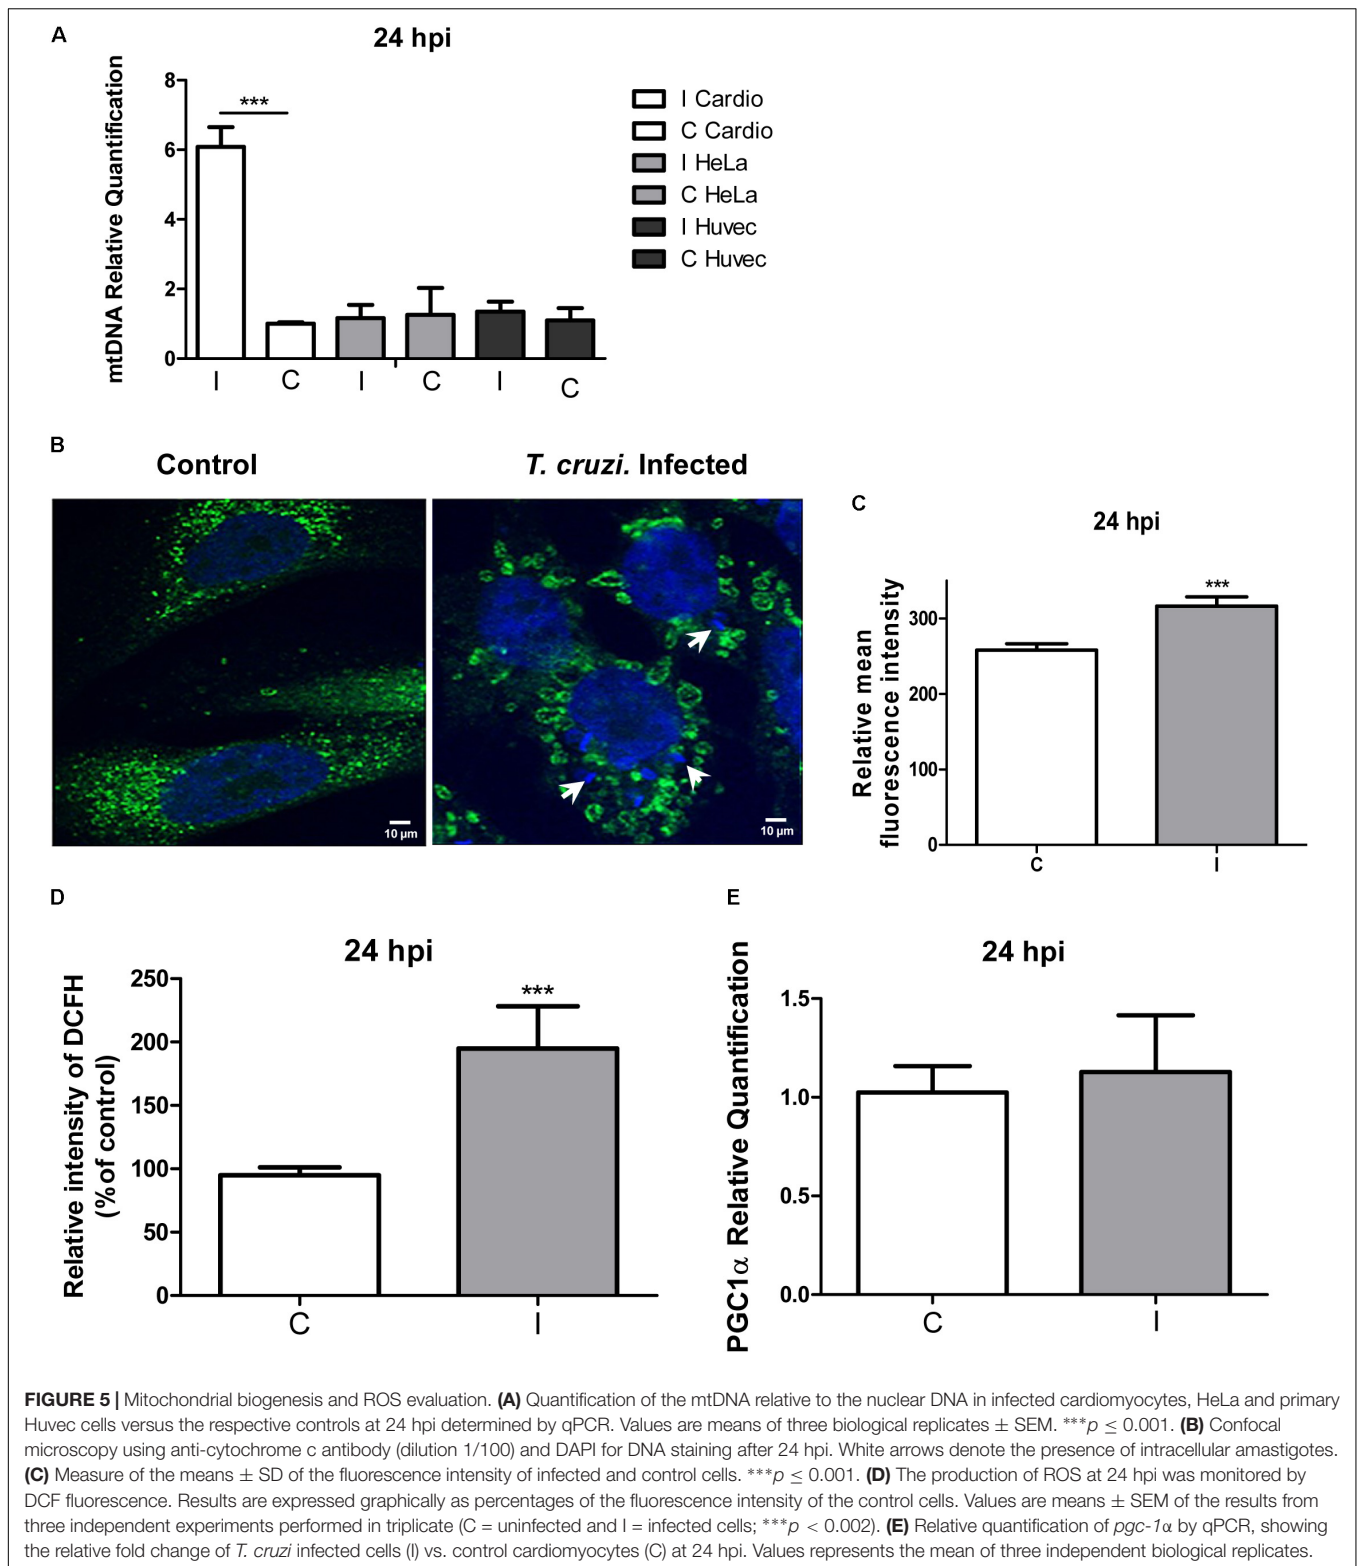 A
24 hpi
mtDNA Relative Quantification
8
6
4
2
0
***
I
C
I
C
I
C
I Cardio
C Cardio
I HeLa
C HeLa
I Huvec
C Huvec
B
Control
T. cruzi. Infected
10 µm
10 µm
C
24 hpi
Relative mean
fluorescence intensity
300
200
100
0
***
C
I
D
24 hpi
Relative intensity of DCFH
(% of control)
250
200
150
100
50
0
***
C
I
E
24 hpi
PGC1α Relative Quantification
1.5
1.0
0.5
0.0
C
I
FIGURE 5 | Mitochondrial biogenesis and ROS evaluation. (A) Quantification of the mtDNA relative to the nuclear DNA in infected cardiomyocytes, HeLa and primary
Huvec cells versus the respective controls at 24 hpi determined by qPCR. Values are means of three biological replicates ± SEM. ***p ≤ 0.001. (B) Confocal
microscopy using anti-cytochrome c antibody (dilution 1/100) and DAPI for DNA staining after 24 hpi. White arrows denote the presence of intracellular amastigotes.
(C) Measure of the means ± SD of the fluorescence intensity of infected and control cells. ***p ≤ 0.001. (D) The production of ROS at 24 hpi was monitored by
DCF fluorescence. Results are expressed graphically as percentages of the fluorescence intensity of the control cells. Values are means ± SEM of the results from
three independent experiments performed in triplicate (C = uninfected and I = infected cells; ***p < 0.002). (E) Relative quantification of pgc-1α by qPCR, showing
the relative fold change of T. cruzi infected cells (I) vs. control cardiomyocytes (C) at 24 hpi. Values represents the mean of three independent biological replicates.